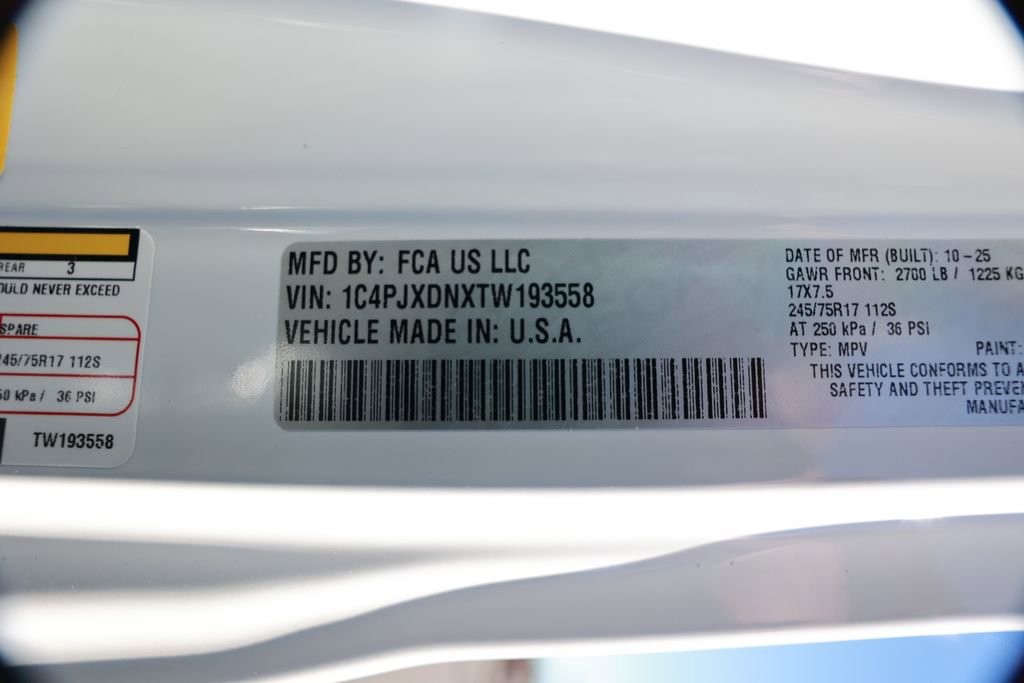 REAR 3
OULD NEVER EXCEED
SPARE
245/75R17 112S
50 kPa / 36 PSI
TW193558
MFD BY: FCA US LLC
VIN: 1C4PJXDNXTW193558
VEHICLE MADE IN: U.S.A.
DATE OF MFR (BUILT): 10-25
GAWR FRONT: 2700 LB / 1225 KG
17X7.5
245/75R17 112S
AT 250 kPa / 36 PSI
TYPE: MPV PAINT:
THIS VEHICLE CONFORMS TO A
SAFETY AND THEFT PREVEN
MANUFA